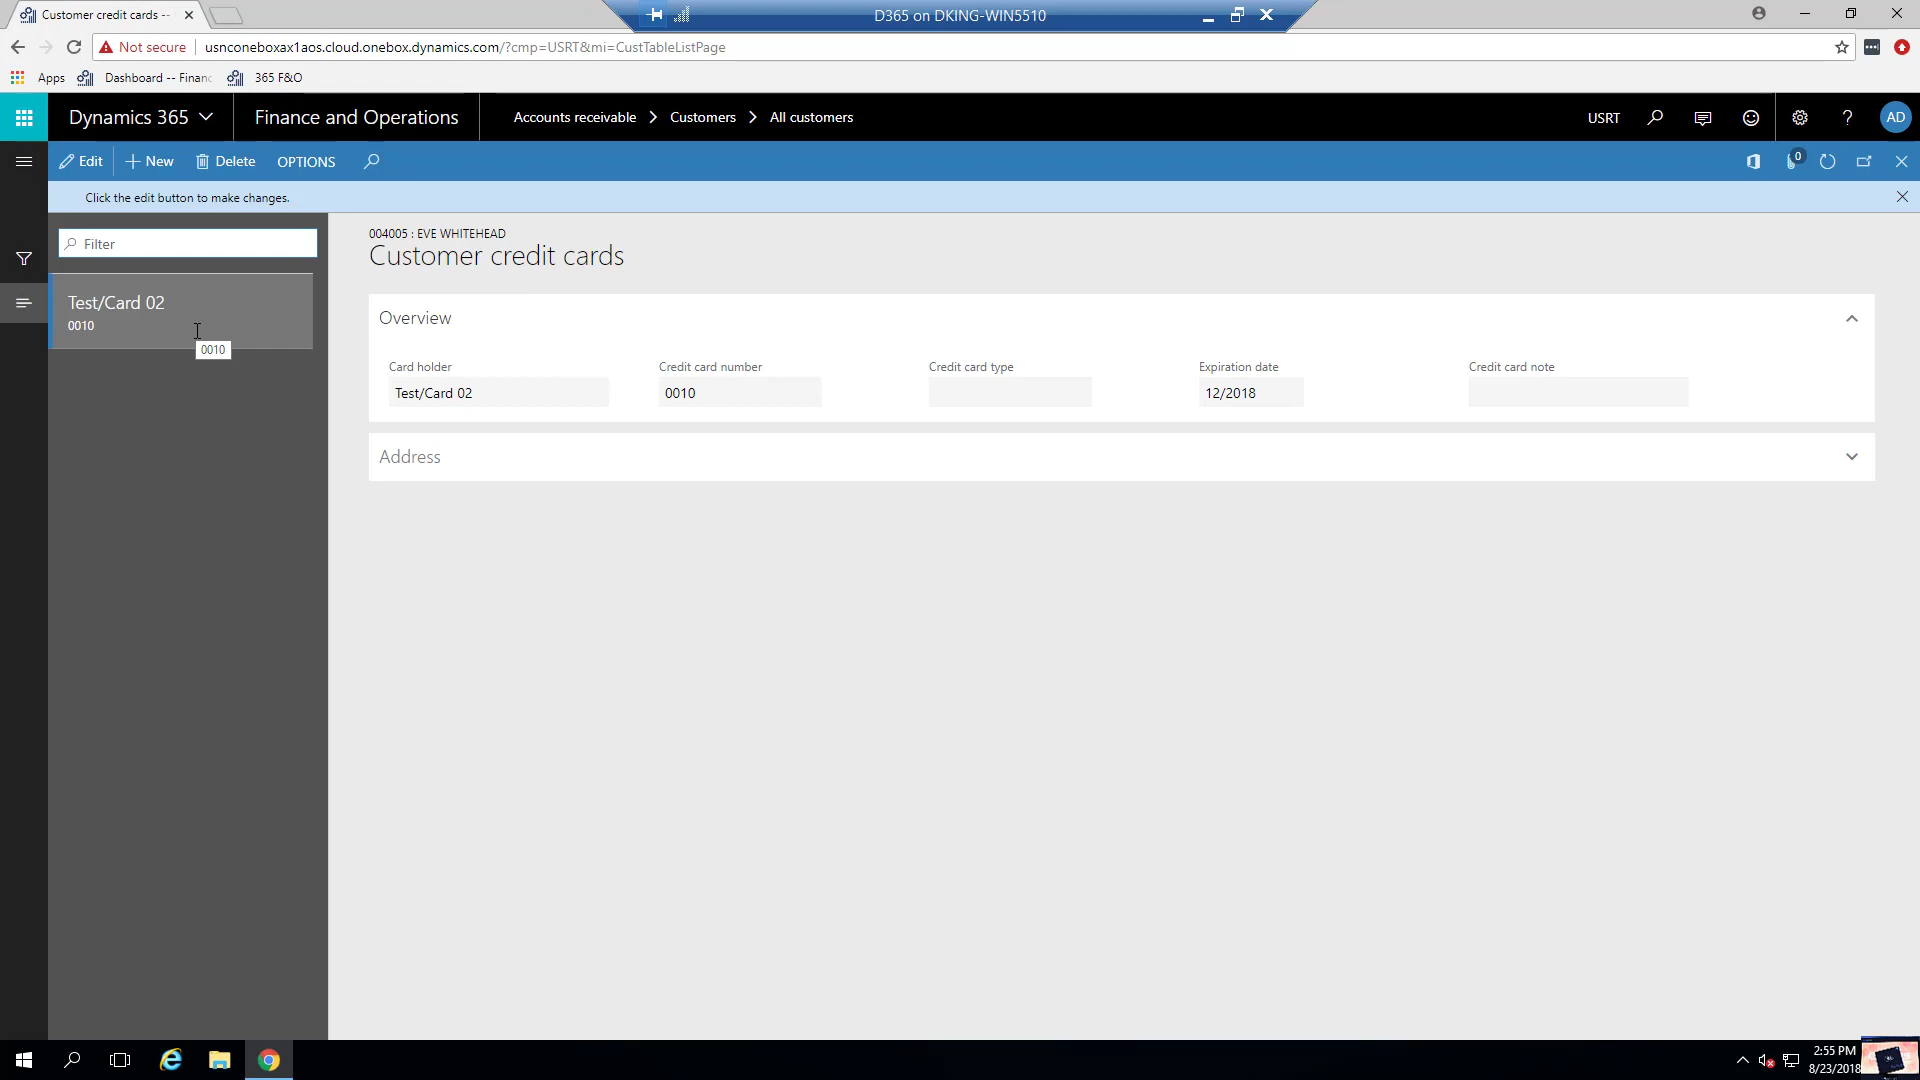 Customer credit cards --
D365 on DKING-WIN5510
Not secure
usnconeboxax1aos.cloud.onebox.dynamics.com/?cmp=USRT&mi=CustTableListPage
Apps
Dashboard -- Financ
365 F&O
Dynamics 365
Finance and Operations
Accounts receivable
Customers
All customers
USRT
?
AD
Edit
New
Delete
OPTIONS
0
Click the edit button to make changes.
Filter
Test/Card 02
0010
0010
004005 : EVE WHITEHEAD
Customer credit cards
Overview
Card holder
Credit card number
Credit card type
Expiration date
Credit card note
Test/Card 02
0010
12/2018
Address
2:55 PM
8/23/2018